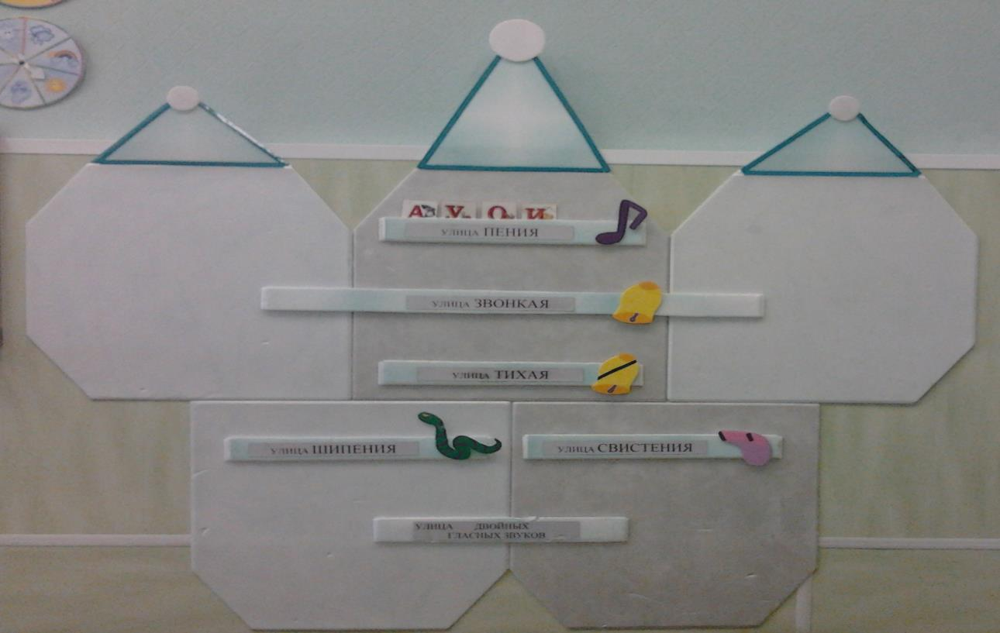 А У О И
УЛИЦА ПЕНИЯ
УЛИЦА ЗВОНКАЯ
УЛИЦА ТИХАЯ
УЛИЦА ШИПЕНИЯ
УЛИЦА СВИСТЕНИЯ
УЛИЦА ДВОЙНЫХ
ГЛАСНЫХ ЗВУКОВ